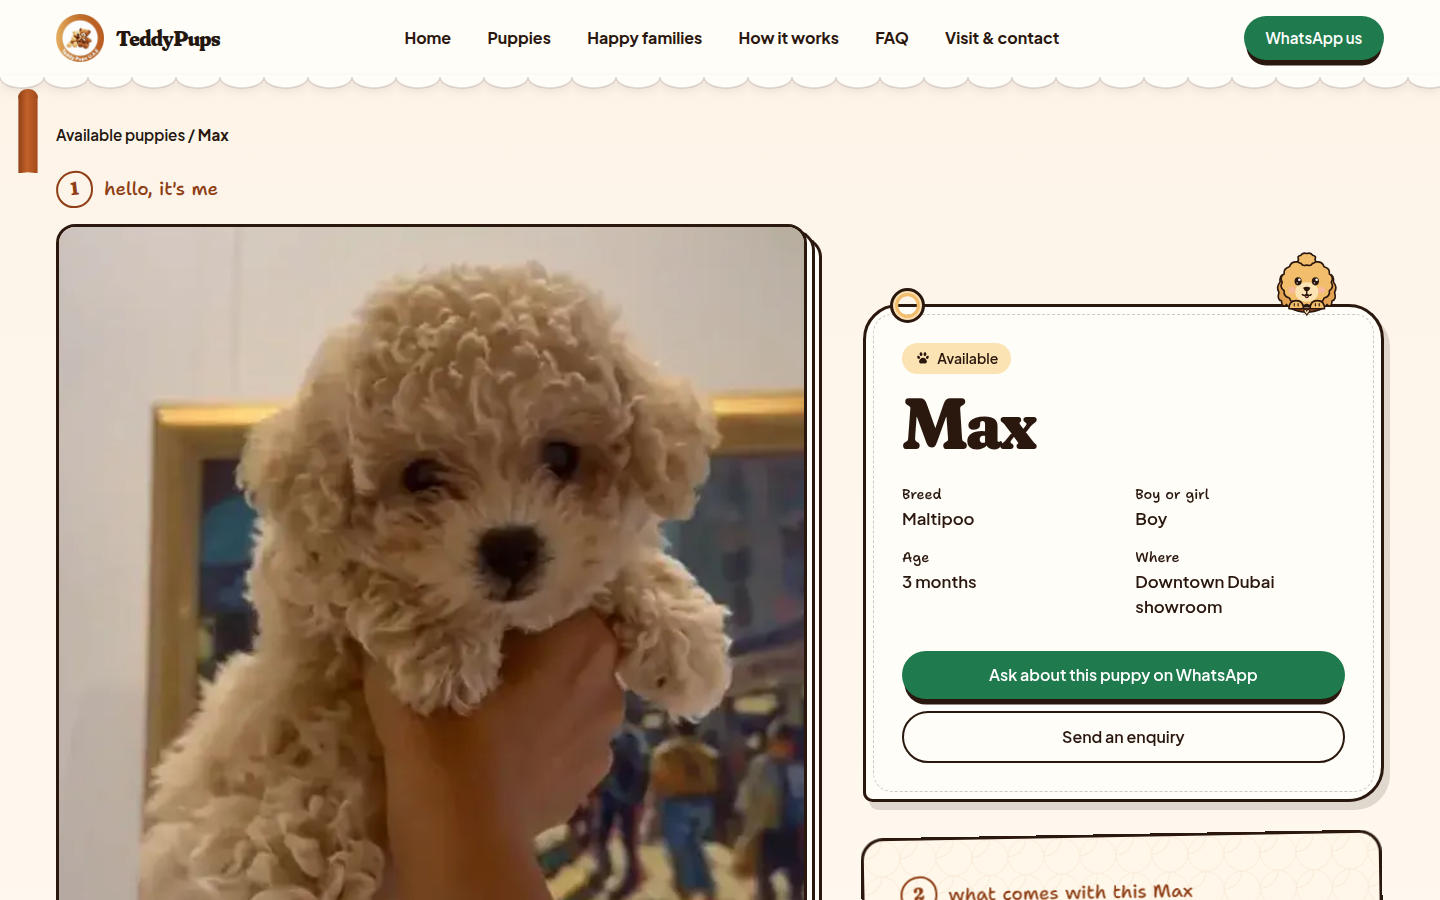 TeddyPups
Home
Puppies
Happy families
How it works
FAQ
Visit & contact
WhatsApp us
Available puppies / Max
1 hello, it's me
Available
Max
Breed
Maltipoo
Boy or girl
Boy
Age
3 months
Where
Downtown Dubai
showroom
Ask about this puppy on WhatsApp
Send an enquiry
2 what comes with this Max